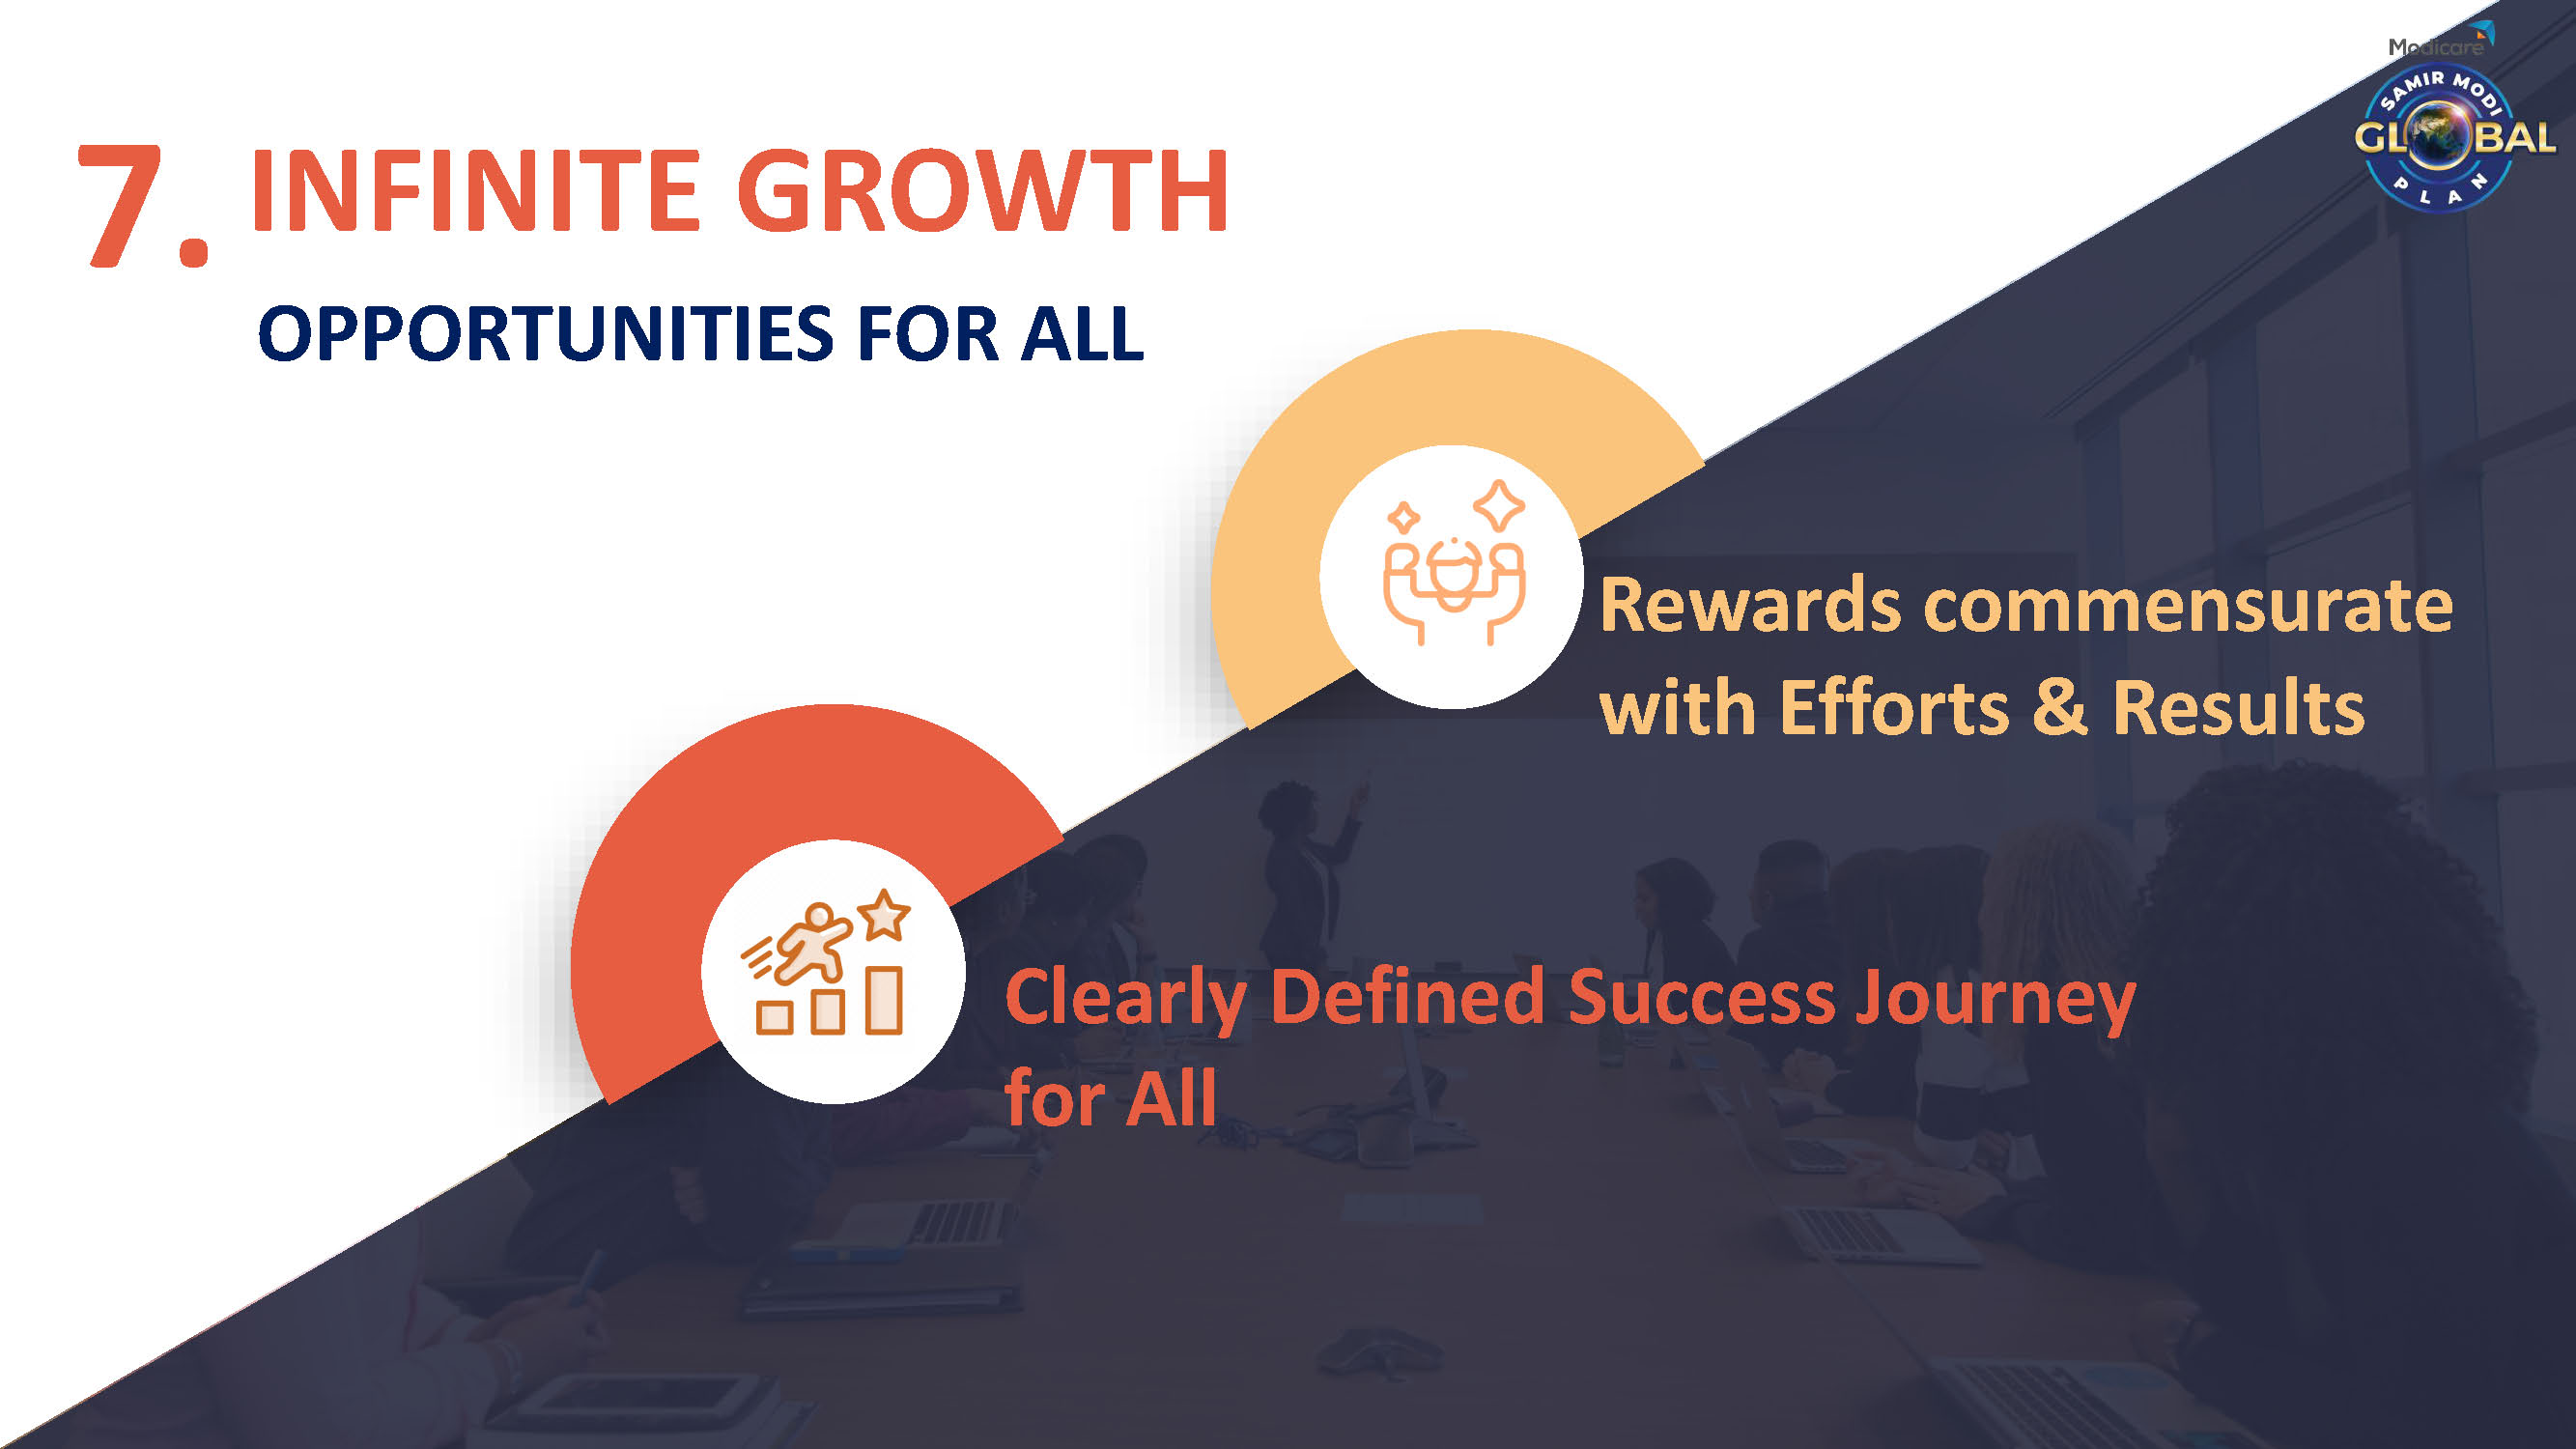 Modicare
SAMIR MODI
GLOBAL
PLAN
7. INFINITE GROWTH
OPPORTUNITIES FOR ALL
Rewards commensurate
with Efforts & Results
Clearly Defined Success Journey
for All